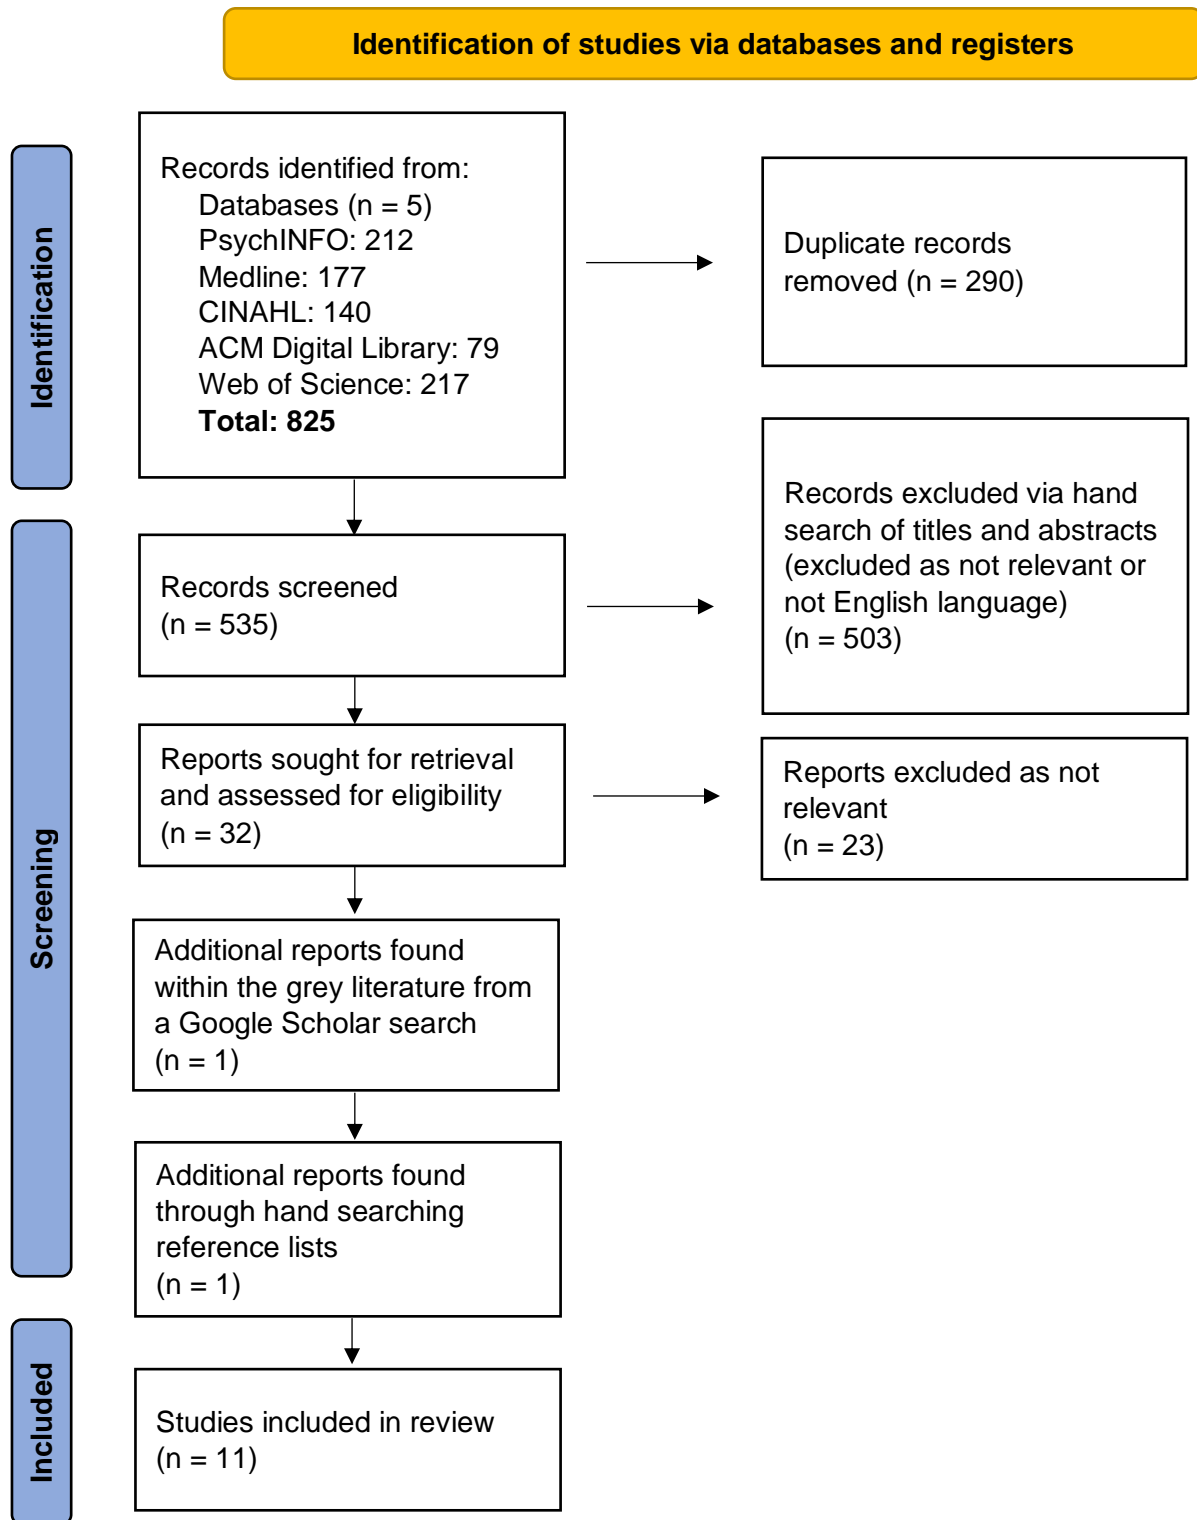 Identification of studies via databases and registers
Identification
Records identified from:
Databases (n = 5)
PsychINFO: 212
Medline: 177
CINAHL: 140
ACM Digital Library: 79
Web of Science: 217
Total: 825
Duplicate records
removed (n = 290)
Screening
Records screened
(n = 535)
Records excluded via hand
search of titles and abstracts
(excluded as not relevant or
not English language)
(n = 503)
Reports sought for retrieval
and assessed for eligibility
(n = 32)
Reports excluded as not
relevant
(n = 23)
Additional reports found
within the grey literature from
a Google Scholar search
(n = 1)
Additional reports found
through hand searching
reference lists
(n = 1)
Included
Studies included in review
(n = 11)